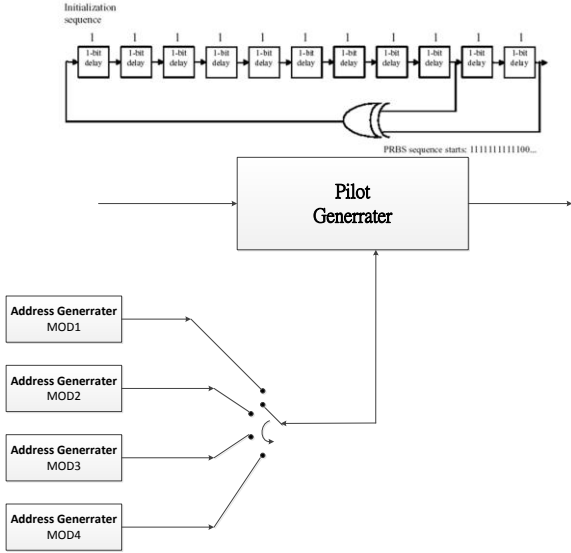 Initialization
sequence
1 1 1 1 1 1 1 1 1 1 1
1-bit 1-bit 1-bit 1-bit 1-bit 1-bit 1-bit 1-bit 1-bit 1-bit 1-bit
delay delay delay delay delay delay delay delay delay delay delay
PRBS sequence starts: 1111111111100...
Pilot
Generrater
Address Generrater
MOD1
Address Generrater
MOD2
Address Generrater
MOD3
Address Generrater
MOD4